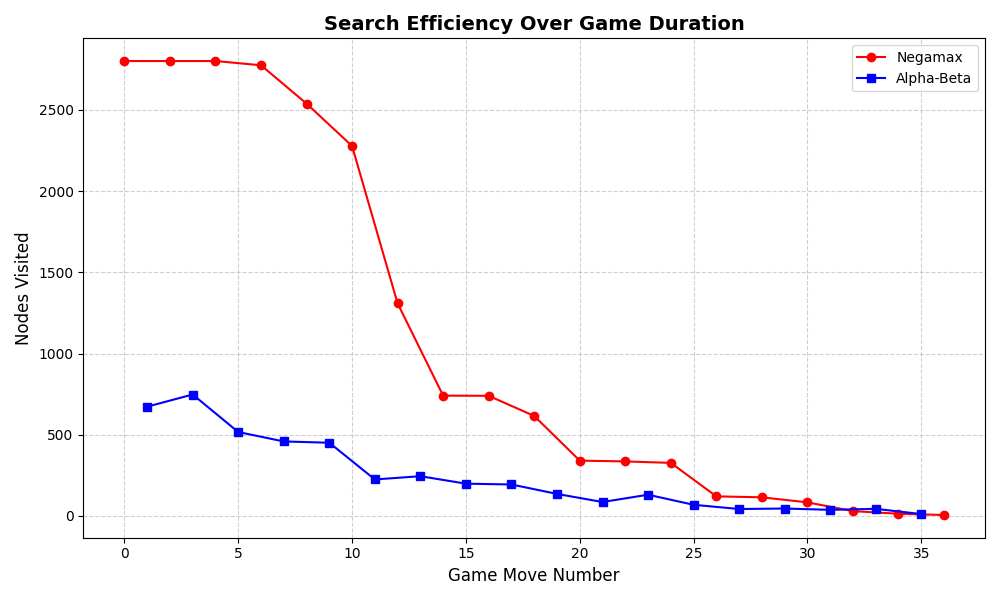 Search Efficiency Over Game Duration
Negamax
Alpha-Beta
Nodes Visited
2500
2000
1500
1000
500
0
0 5 10 15 20 25 30 35
Game Move Number